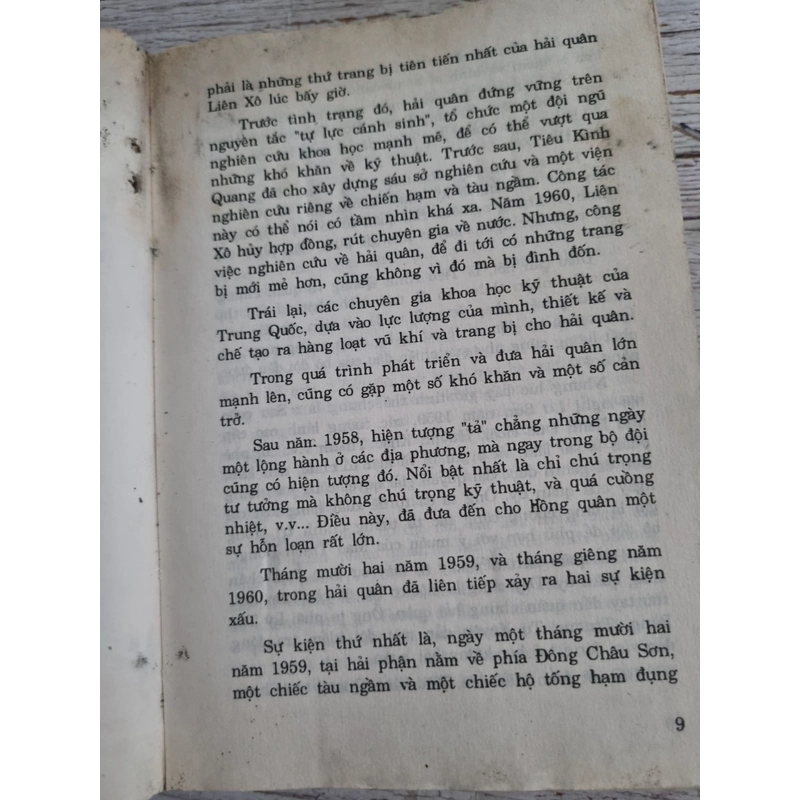 phải là những thứ trang bị tiên tiến nhất của hải quân
Liên Xô lúc bấy giờ.
Trước tình trạng đó, hải quân đứng vững trên
nguyên tắc "tự lực cánh sinh", tổ chức một đội ngũ
nghiên cứu khoa học mạnh mẽ, để có thể vượt qua
những khó khăn về kỹ thuật. Trước sau, Tiêu Kình
Quang đã cho xây dựng sáu sở nghiên cứu và một viện
nghiên cứu riêng về chiến hạm và tàu ngầm. Công tác
này có thể nói có tầm nhìn khá xa. Năm 1960, Liên
Xô hủy hợp đồng, rút chuyên gia về nước. Nhưng, công
việc nghiên cứu về hải quân, để đi tới có những trang
bị mới mẻ hơn, cũng không vì đó mà bị đình đốn.
Trái lại, các chuyên gia khoa học kỹ thuật của
Trung Quốc, dựa vào lực lượng của mình, thiết kế và
chế tạo ra hàng loạt vũ khí và trang bị cho hải quân.
Trong quá trình phát triển và đưa hải quân lớn
mạnh lên, cũng có gặp một số khó khăn và một số cản
trở.
Sau năm. 1958, hiện tượng "tả" chẳng những ngày
một lộng hành ở các địa phương, mà ngay trong bộ đội
cũng có hiện tượng đó. Nổi bật nhất là chỉ chú trọng
tư tưởng mà không chú trọng kỹ thuật, và quá cuồng
nhiệt, v.v... Điều này, đã đưa đến cho Hồng quân một
sự hỗn loạn rất lớn.
Tháng mười hai năm 1959, và tháng giêng năm
1960, trong hải quân đã liên tiếp xảy ra hai sự kiện
xấu.
Sự kiện thứ nhất là, ngày một tháng mười hai
năm 1959, tại hải phận nằm về phía Đông Châu Sơn,
một chiếc tàu ngầm và một chiếc hộ tống hạm đụng
9